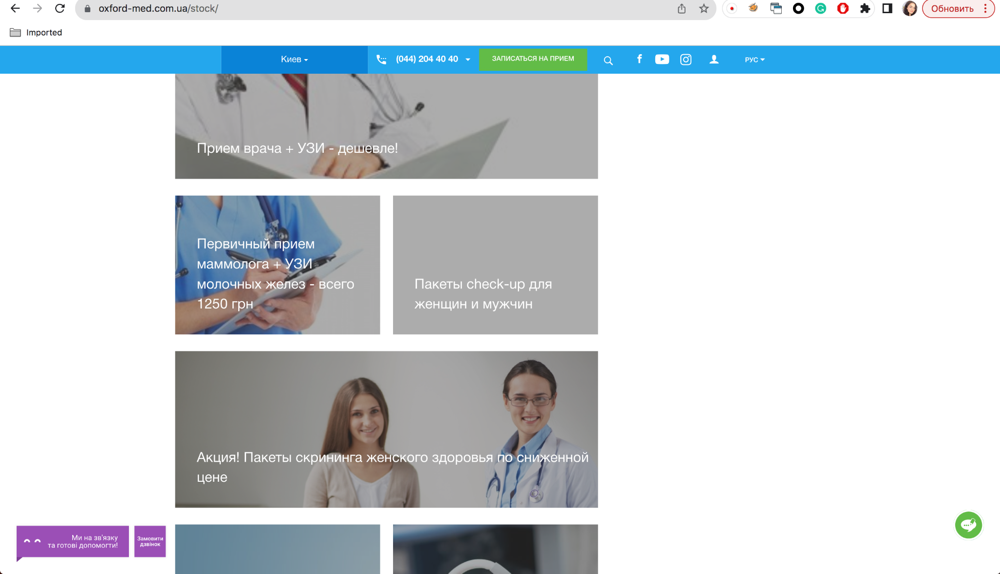 oxford-med.com.ua/stock/
Обновить
Imported
Киев
(044) 204 40 40
ЗАПИСАТЬСЯ НА ПРИЕМ
РУС
Прием врача + УЗИ - дешевле!
Первичный прием
маммолога + УЗИ
молочных желез - всего
1250 грн
Пакеты check-up для
женщин и мужчин
Акция! Пакеты скрининга женского здоровья по сниженной
цене
Ми на зв'язку
та готові допомогти!
Замовити
дзвінок